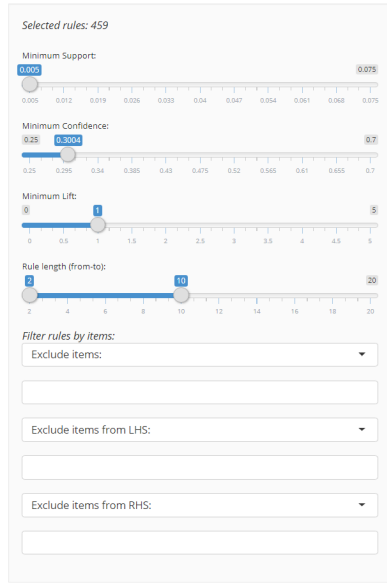 Selected rules: 459
Minimum Support:
0.005 0.075
0.005 0.012 0.019 0.026 0.033 0.04 0.047 0.054 0.061 0.068 0.075
Minimum Confidence:
0.25 0.3004 0.7
0.25 0.295 0.34 0.385 0.43 0.475 0.52 0.565 0.61 0.655 0.7
Minimum Lift:
0 1 5
0 0.5 1 1.5 2 2.5 3 3.5 4 4.5 5
Rule length (from-to):
2 10 20
2 4 6 8 10 12 14 16 18 20
Filter rules by items:
Exclude items:
Exclude items from LHS:
Exclude items from RHS: